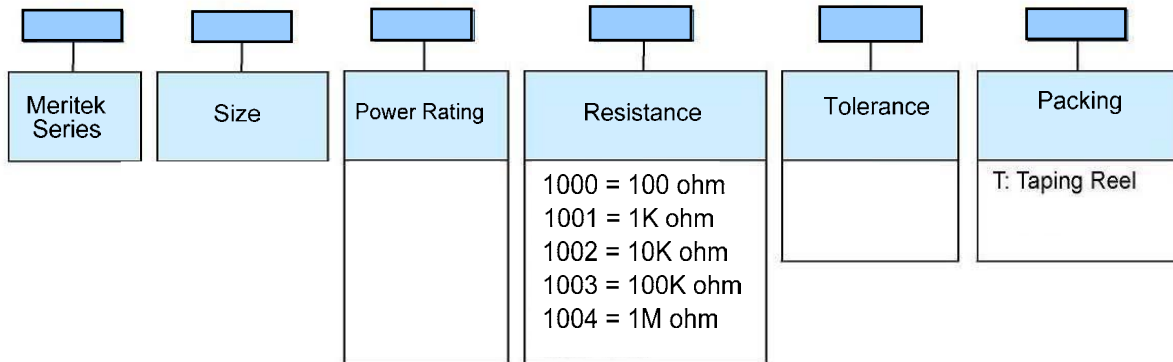 Meritek
Series
Size
Power Rating
Resistance
Tolerance
Packing
1000 = 100 ohm
1001 = 1K ohm
1002 = 10K ohm
1003 = 100K ohm
1004 = 1M ohm
T: Taping Reel